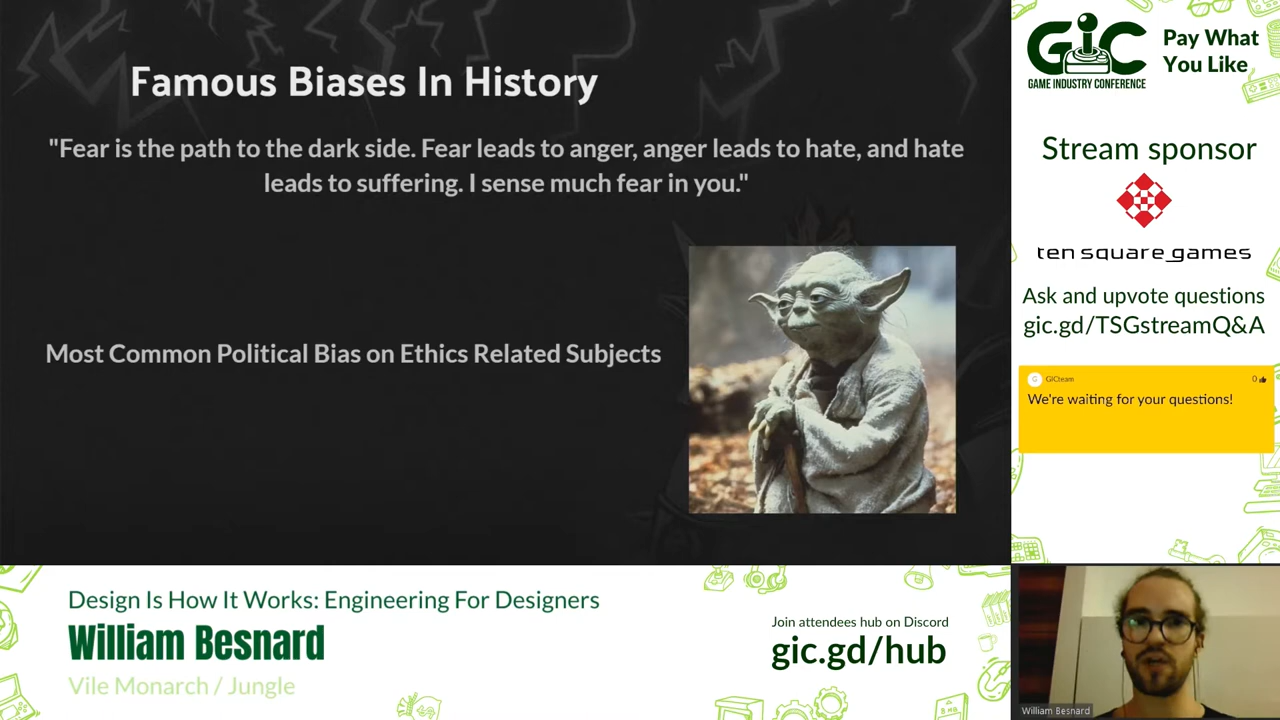 Famous Biases In History
"Fear is the path to the dark side. Fear leads to anger, anger leads to hate, and hate
leads to suffering. I sense much fear in you."
Most Common Political Bias on Ethics Related Subjects
GIC
GAME INDUSTRY CONFERENCE
Pay What
You Like
Stream sponsor
ten square games
Ask and upvote questions
gic.gd/TSGstreamQ&A
G
GICteam
0
We're waiting for your questions!
Design Is How It Works: Engineering For Designers
William Besnard
Vile Monarch / Jungle
Join attendees hub on Discord
gic.gd/hub
William Besnard